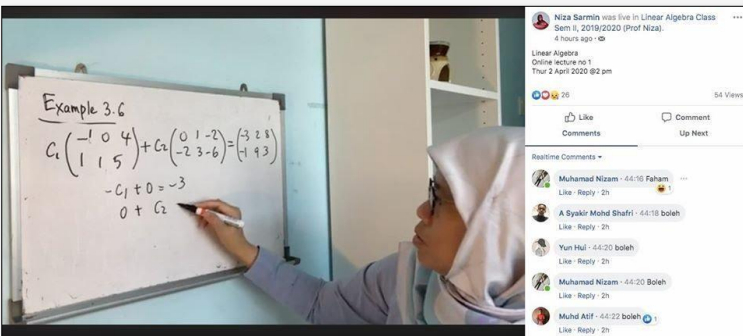 Example 3.6
C₁ ( -1 0 4 ) + C₂ ( 0 1 -2 ) = ( -3 2 8 )
( 1 1 5 ) ( -2 3 -6 ) ( -1 9 3 )
-C₁ + 0 = -3
0 + C₂
Niza Sarmin was live in Linear Algebra Class
Sem II, 2019/2020 (Prof Niza).
4 hours ago ·
Linear Algebra
Online lecture no 1
Thur 2 April 2020 @2 pm
26
54 Views
Like
Comment
Comments
Up Next
Realtime Comments
Muhamad Nizam · 44:16 Faham
1
Like · Reply · 2h
A Syakir Mohd Shafri · 44:18 boleh
Like · Reply · 2h
Yun Hui · 44:20 boleh
Like · Reply · 2h
Muhamad Nizam · 44:20 Boleh
Like · Reply · 2h
Muhd Atif · 44:22 boleh 1
Like · Reply · 2h